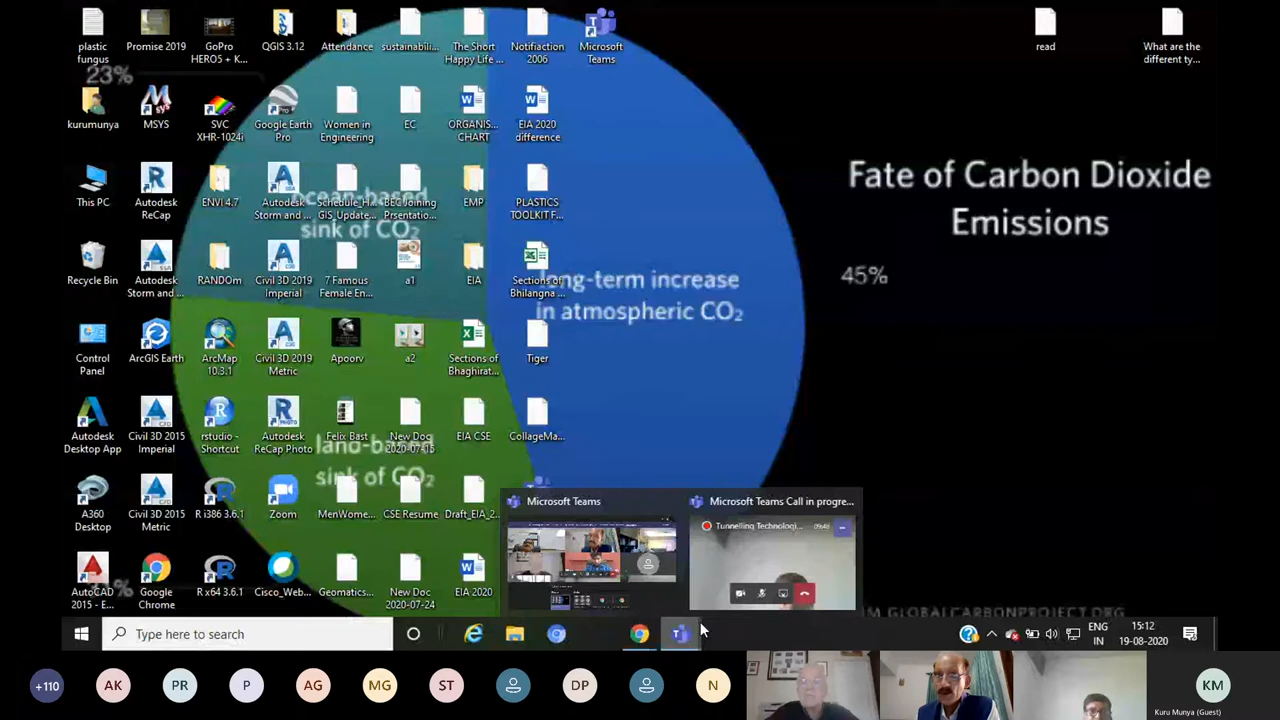 plastic
fungus
Promise 2019
GoPro
HERO5 + K...
QGIS 3.12
Attendance
sustainabili...
The Short
Happy Life ...
Notifiaction
2006
Microsoft
Teams
read
What are the
different ty...
23%
kurumunya
MSYS
SVC
XHR-1024i
Google Earth
Pro
Women in
Engineering
EC
ORGANIS...
CHART
EIA 2020
difference
This PC
Autodesk
ReCap
ENVI 4.7
Autodesk
Storm and ...
Schedule_H...
GIS_Update...
BEC Joining
Prsentatio...
EMP
PLASTICS
TOOLKIT F...
ocean-based
sink of CO₂
Fate of Carbon Dioxide
Emissions
45%
Recycle Bin
Autodesk
Storm and ...
RANDOm
Civil 3D 2019
Imperial
7 Famous
Female En...
a1
EIA
Sections of
Bhilangna ...
long-term increase
in atmospheric CO₂
Control
Panel
ArcGIS Earth
ArcMap
10.3.1
Civil 3D 2019
Metric
Apoorv
a2
Sections of
Bhaghirat...
Tiger
Autodesk
Desktop App
Civil 3D 2015
Imperial
rstudio -
Shortcut
Autodesk
ReCap Photo
Felix Bast
New Doc
2020-07-15
EIA CSE
CollageMa...
land-based
sink of CO₂
A360
Desktop
Civil 3D 2015
Metric
R i386 3.6.1
Zoom
MenWome...
CSE Resume
Draft_EIA_2...
Microsoft Teams
Microsoft Teams Call in progre...
Tunnelling Technologi...
09:48
AutoCAD
2015 - E...
Google
Chrome
R x64 3.6.1
Cisco_Web...
Geomatics...
New Doc
2020-07-24
EIA 2020
GLOBALCARBONPROJECT.ORG
Type here to search
ENG
IN
15:12
19-08-2020
+110
AK
PR
P
AG
MG
ST
DP
N
KM
Kuru Munya (Guest)